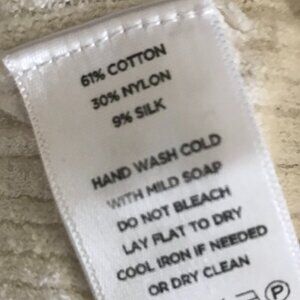 61% COTTON
30% NYLON
9% SILK
HAND WASH COLD
WITH MILD SOAP
DO NOT BLEACH
LAY FLAT TO DRY
COOL IRON IF NEEDED
OR DRY CLEAN
P